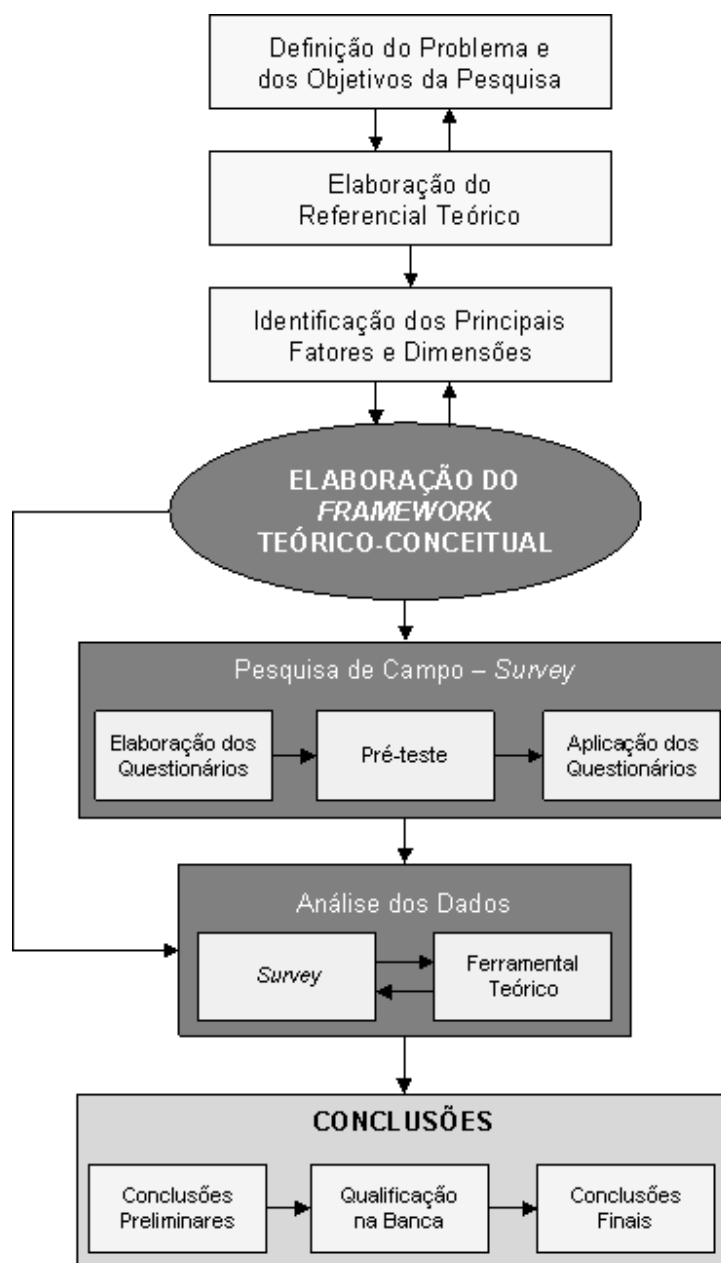 Definição do Problema e
dos Objetivos da Pesquisa
Elaboração do
Referencial Teórico
Identificação dos Principais
Fatores e Dimensões
ELABORAÇÃO DO
FRAMEWORK
TEÓRICO-CONCEITUAL
Pesquisa de Campo – Survey
Elaboração dos
Questionários
Pré-teste
Aplicação dos
Questionários
Análise dos Dados
Survey
Ferramental
Teórico
CONCLUSÕES
Conclusões
Preliminares
Qualificação
na Banca
Conclusões
Finais